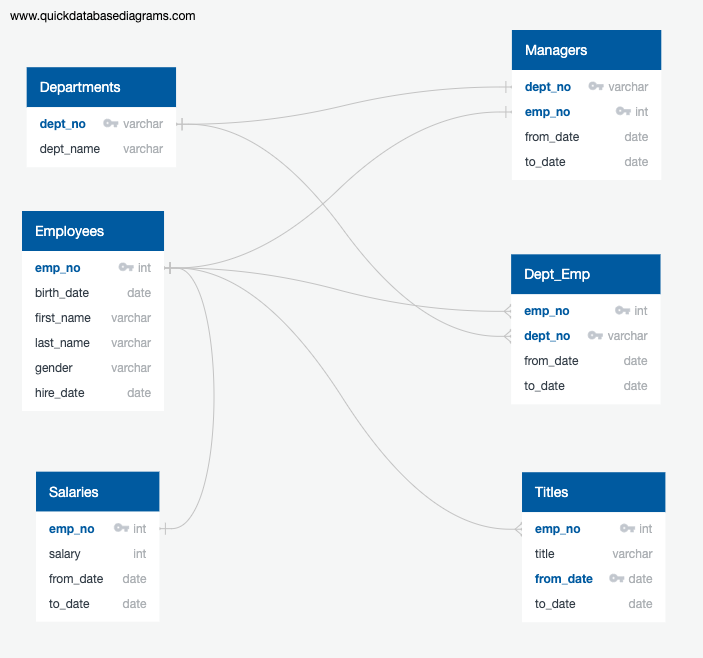 www.quickdatabasediagrams.com
Departments
dept_no varchar
dept_name varchar
Managers
dept_no varchar
emp_no int
from_date date
to_date date
Employees
emp_no int
birth_date date
first_name varchar
last_name varchar
gender varchar
hire_date date
Dept_Emp
emp_no int
dept_no varchar
from_date date
to_date date
Salaries
emp_no int
salary int
from_date date
to_date date
Titles
emp_no int
title varchar
from_date date
to_date date